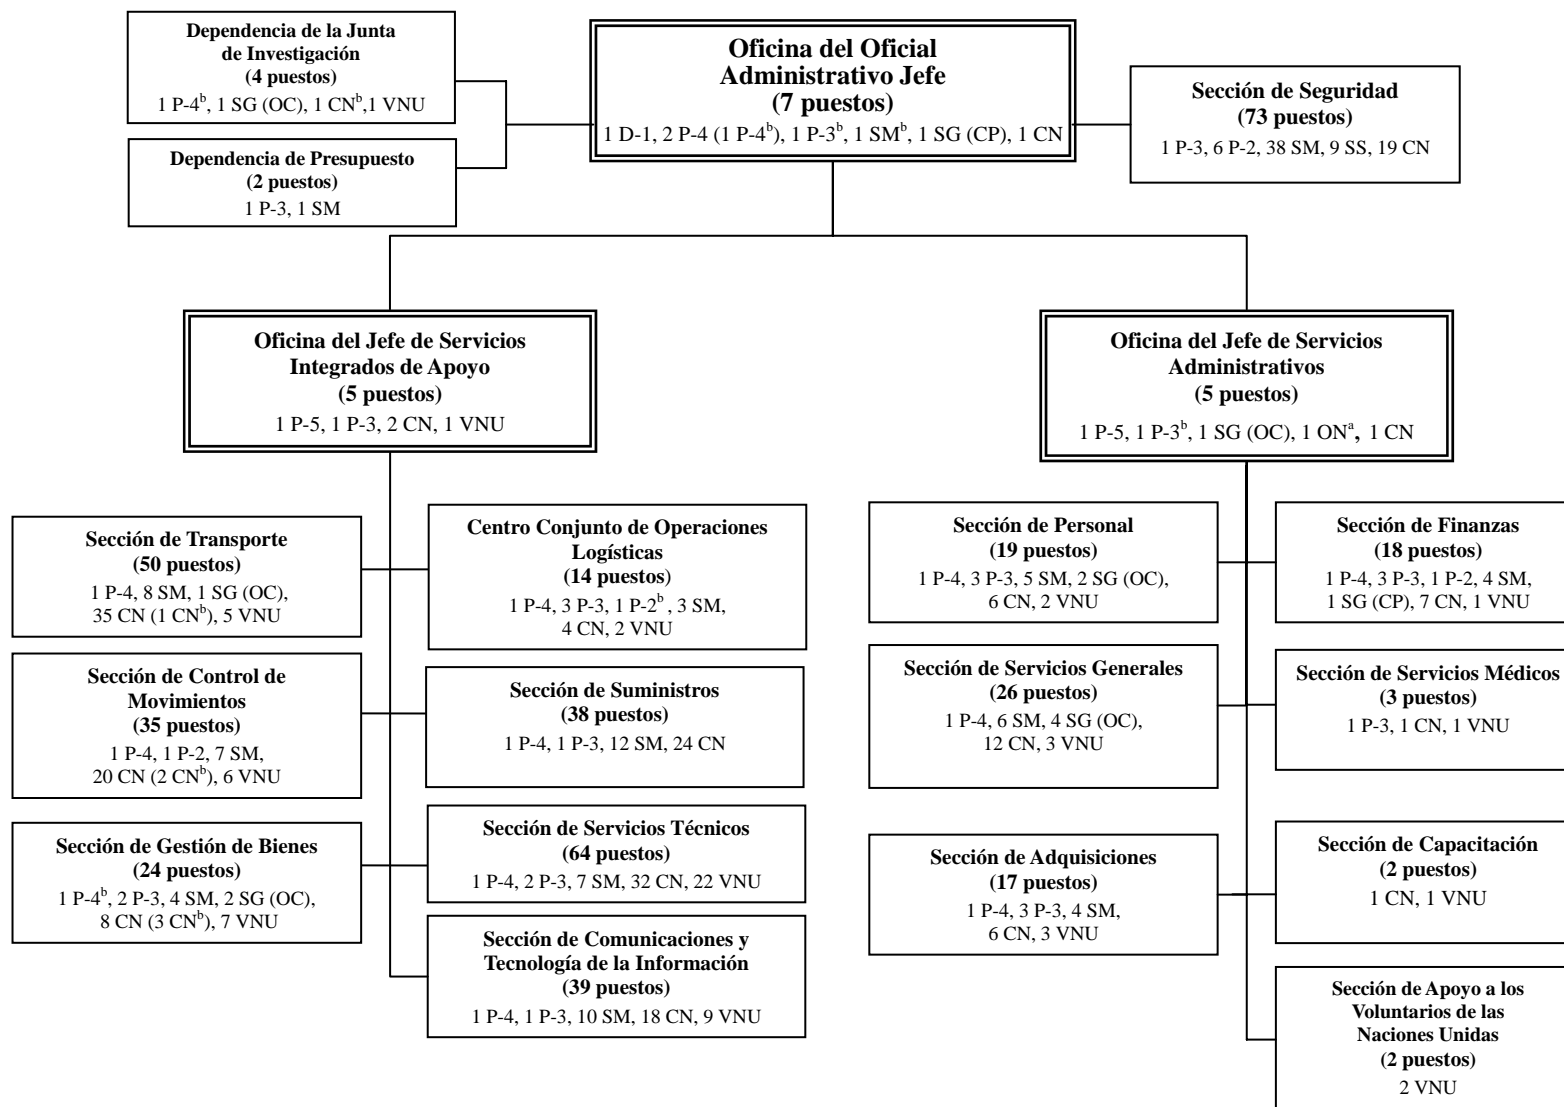 Dependencia de la Junta
de Investigación
(4 puestos)
1 P-4b, 1 SG (OC), 1 CNb,1 VNU
Dependencia de Presupuesto
(2 puestos)
1 P-3, 1 SM
Oficina del Oficial
Administrativo Jefe
(7 puestos)
1 D-1, 2 P-4 (1 P-4b), 1 P-3b, 1 SMb, 1 SG (CP), 1 CN
Sección de Seguridad
(73 puestos)
1 P-3, 6 P-2, 38 SM, 9 SS, 19 CN
Oficina del Jefe de Servicios
Integrados de Apoyo
(5 puestos)
1 P-5, 1 P-3, 2 CN, 1 VNU
Oficina del Jefe de Servicios
Administrativos
(5 puestos)
1 P-5, 1 P-3b, 1 SG (OC), 1 ONa, 1 CN
Sección de Transporte
(50 puestos)
1 P-4, 8 SM, 1 SG (OC),
35 CN (1 CNb), 5 VNU
Centro Conjunto de Operaciones
Logísticas
(14 puestos)
1 P-4, 3 P-3, 1 P-2b, 3 SM,
4 CN, 2 VNU
Sección de Control de
Movimientos
(35 puestos)
1 P-4, 1 P-2, 7 SM,
20 CN (2 CNb), 6 VNU
Sección de Suministros
(38 puestos)
1 P-4, 1 P-3, 12 SM, 24 CN
Sección de Gestión de Bienes
(24 puestos)
1 P-4b, 2 P-3, 4 SM, 2 SG (OC),
8 CN (3 CNb), 7 VNU
Sección de Servicios Técnicos
(64 puestos)
1 P-4, 2 P-3, 7 SM, 32 CN, 22 VNU
Sección de Comunicaciones y
Tecnología de la Información
(39 puestos)
1 P-4, 1 P-3, 10 SM, 18 CN, 9 VNU
Sección de Personal
(19 puestos)
1 P-4, 3 P-3, 5 SM, 2 SG (OC),
6 CN, 2 VNU
Sección de Finanzas
(18 puestos)
1 P-4, 3 P-3, 1 P-2, 4 SM,
1 SG (CP), 7 CN, 1 VNU
Sección de Servicios Generales
(26 puestos)
1 P-4, 6 SM, 4 SG (OC),
12 CN, 3 VNU
Sección de Servicios Médicos
(3 puestos)
1 P-3, 1 CN, 1 VNU
Sección de Adquisiciones
(17 puestos)
1 P-4, 3 P-3, 4 SM,
6 CN, 3 VNU
Sección de Capacitación
(2 puestos)
1 CN, 1 VNU
Sección de Apoyo a los
Voluntarios de las
Naciones Unidas
(2 puestos)
2 VNU